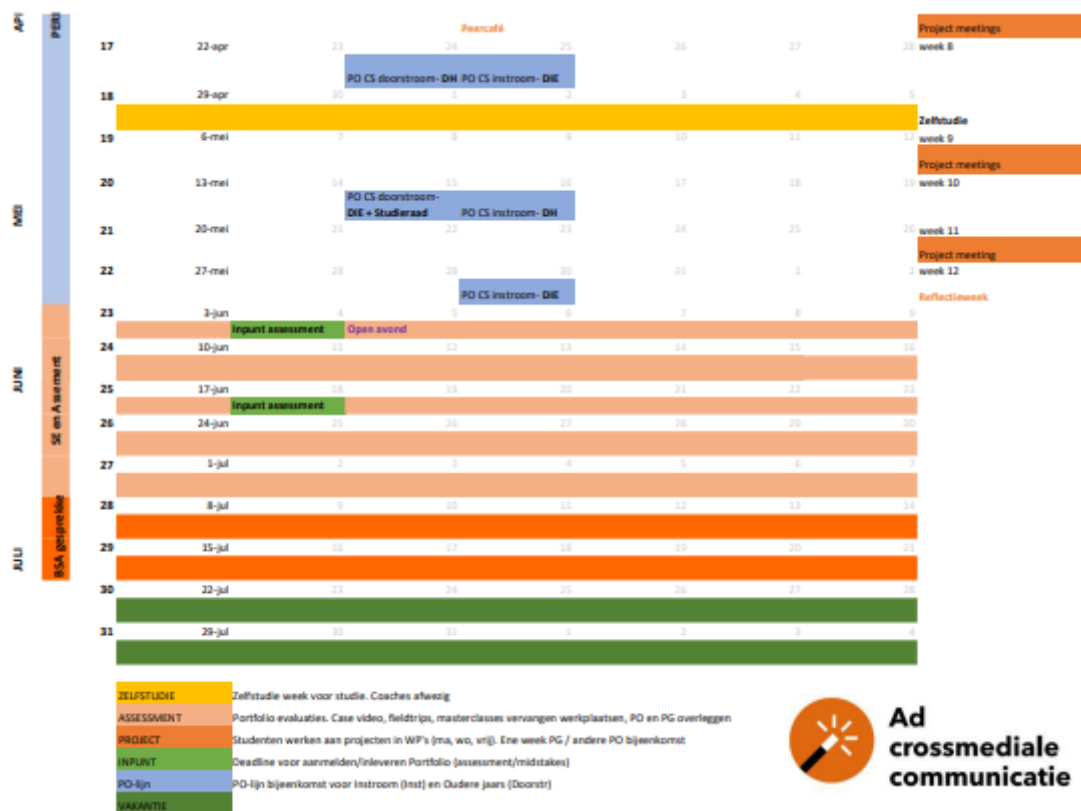 Peercafé
Project meetings
17 22-apr 23 24 25 26 27 28 week 8
PO CS doorstroom- DH PO CS instroom- DIE
18 29-apr 30 1 2 3 4 5
Zelfstudie
19 6-mei 7 8 9 10 11 12 week 9
Project meetings
20 13-mei 14 15 16 17 18 19 week 10
PO CS doorstroom-
DIE + Studieraad PO CS instroom- DH
21 20-mei 21 22 23 24 25 26 week 11
Project meeting
22 27-mei 28 29 30 31 1 2 week 12
PO CS instroom- DIE
Reflectieweek
23 3-jun 4 5 6 7 8 9
Inpunt assessment Open avond
24 10-jun 11 12 13 14 15 16
25 17-jun 18 19 20 21 22 23
Inpunt assessment
26 24-jun 25 26 27 28 29 30
27 1-jul 2 3 4 5 6 7
28 8-jul 9 10 11 12 13 14
29 15-jul 16 17 18 19 20 21
30 22-jul 23 24 25 26 27 28
31 29-jul 30 31 1 2 3 4
API
MEI
JUNI
JULI
PERI
SE en Assement
BSA gesprekke
ZELFSTUDIE Zelfstudie week voor studie. Coaches afwezig
ASSESSMENT Portfolio evaluaties. Case video, fieldtrips, masterclasses vervangen werkplaatsen, PO en PG overleggen
PROJECT Studenten werken aan projecten in WP's (ma, wo, vrij). Ene week PG / andere PO bijeenkomst
INPUNT Deadline voor aanmelden/inleveren Portfolio (assessment/midstakes)
PO-lijn PO-lijn bijeenkomst voor Instroom (Inst) en Oudere jaars (Doorstr)
VAKANTIE
Ad
crossmediale
communicatie